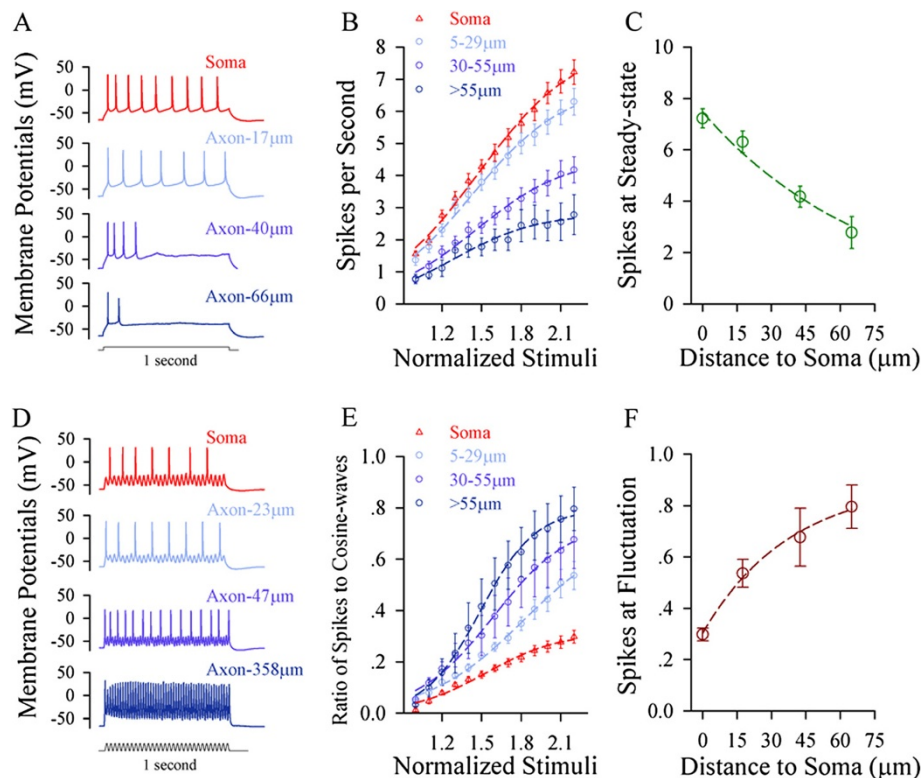 A
Membrane Potentials (mV)
50
0
-50
Soma
50
0
-50
Axon-17μm
50
0
-50
Axon-40μm
50
0
-50
Axon-66μm
1 second
B
Spikes per Second
8
7
6
5
4
3
2
1
0
Soma
5-29μm
30-55μm
>55μm
1.2 1.5 1.8 2.1
Normalized Stimuli
C
Spikes at Steady-state
10
8
6
4
2
0
0 15 30 45 60 75
Distance to Soma (μm)
D
Membrane Potentials (mV)
50
0
-50
Soma
50
0
-50
Axon-23μm
50
0
-50
Axon-47μm
50
0
-50
Axon-358μm
1 second
E
Ratio of Spikes to Cosine-waves
1.0
.8
.6
.4
.2
0.0
Soma
5-29μm
30-55μm
>55μm
1.2 1.5 1.8 2.1
Normalized Stimuli
F
Spikes at Fluctuation
1.0
.8
.6
.4
.2
0.0
0 15 30 45 60 75
Distance to Soma (μm)